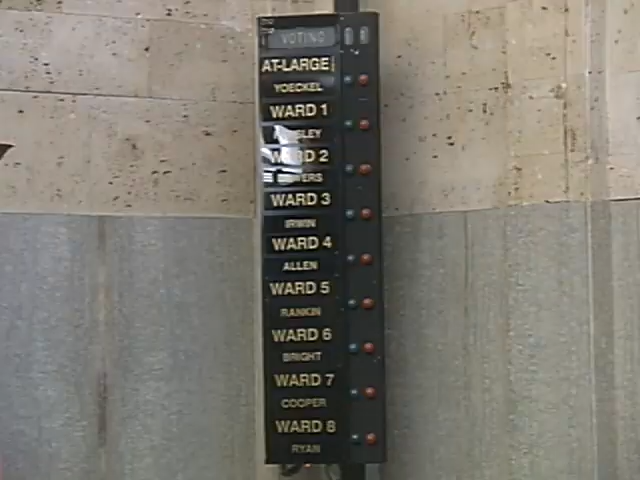 VOTING
AT-LARGE
YOECKEL
WARD 1
WARD 2
WARD 3
IRWIN
WARD 4
ALLEN
WARD 5
RANKIN
WARD 6
BRIGHT
WARD 7
COOPER
WARD 8
RYAN